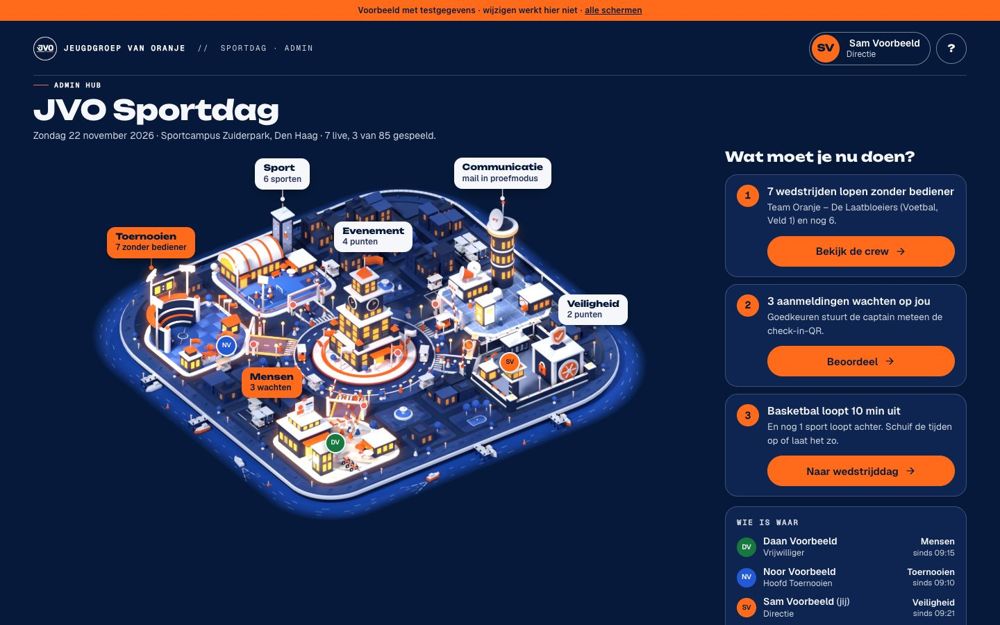 Voorbeeld met testgegevens · wijzigen werkt hier niet · alle schermen
JVO JEUGDGROEP VAN ORANJE // SPORTDAG · ADMIN
SV Sam Voorbeeld
Directie
?
ADMIN HUB
JVO Sportdag
Zondag 22 november 2026 · Sportcampus Zuiderpark, Den Haag · 7 live, 3 van 85 gespeeld.
Sport
6 sporten
Communicatie
mail in proefmodus
Toernooien
7 zonder bediener
Evenement
4 punten
Veiligheid
2 punten
NV
SV
Mensen
3 wachten
DV
Wat moet je nu doen?
1 7 wedstrijden lopen zonder bediener
Team Oranje – De Laatbloeiers (Voetbal,
Veld 1) en nog 6.
Bekijk de crew →
2 3 aanmeldingen wachten op jou
Goedkeuren stuurt de captain meteen de
check-in-QR.
Beoordeel →
3 Basketbal loopt 10 min uit
En nog 1 sport loopt achter. Schuif de tijden
op of laat het zo.
Naar wedstrijddag →
WIE IS WAAR
DV Daan Voorbeeld Mensen
Vrijwilliger sinds 09:15
NV Noor Voorbeeld Toernooien
Hoofd Toernooien sinds 09:10
SV Sam Voorbeeld (jij) Veiligheid
Directie sinds 09:21